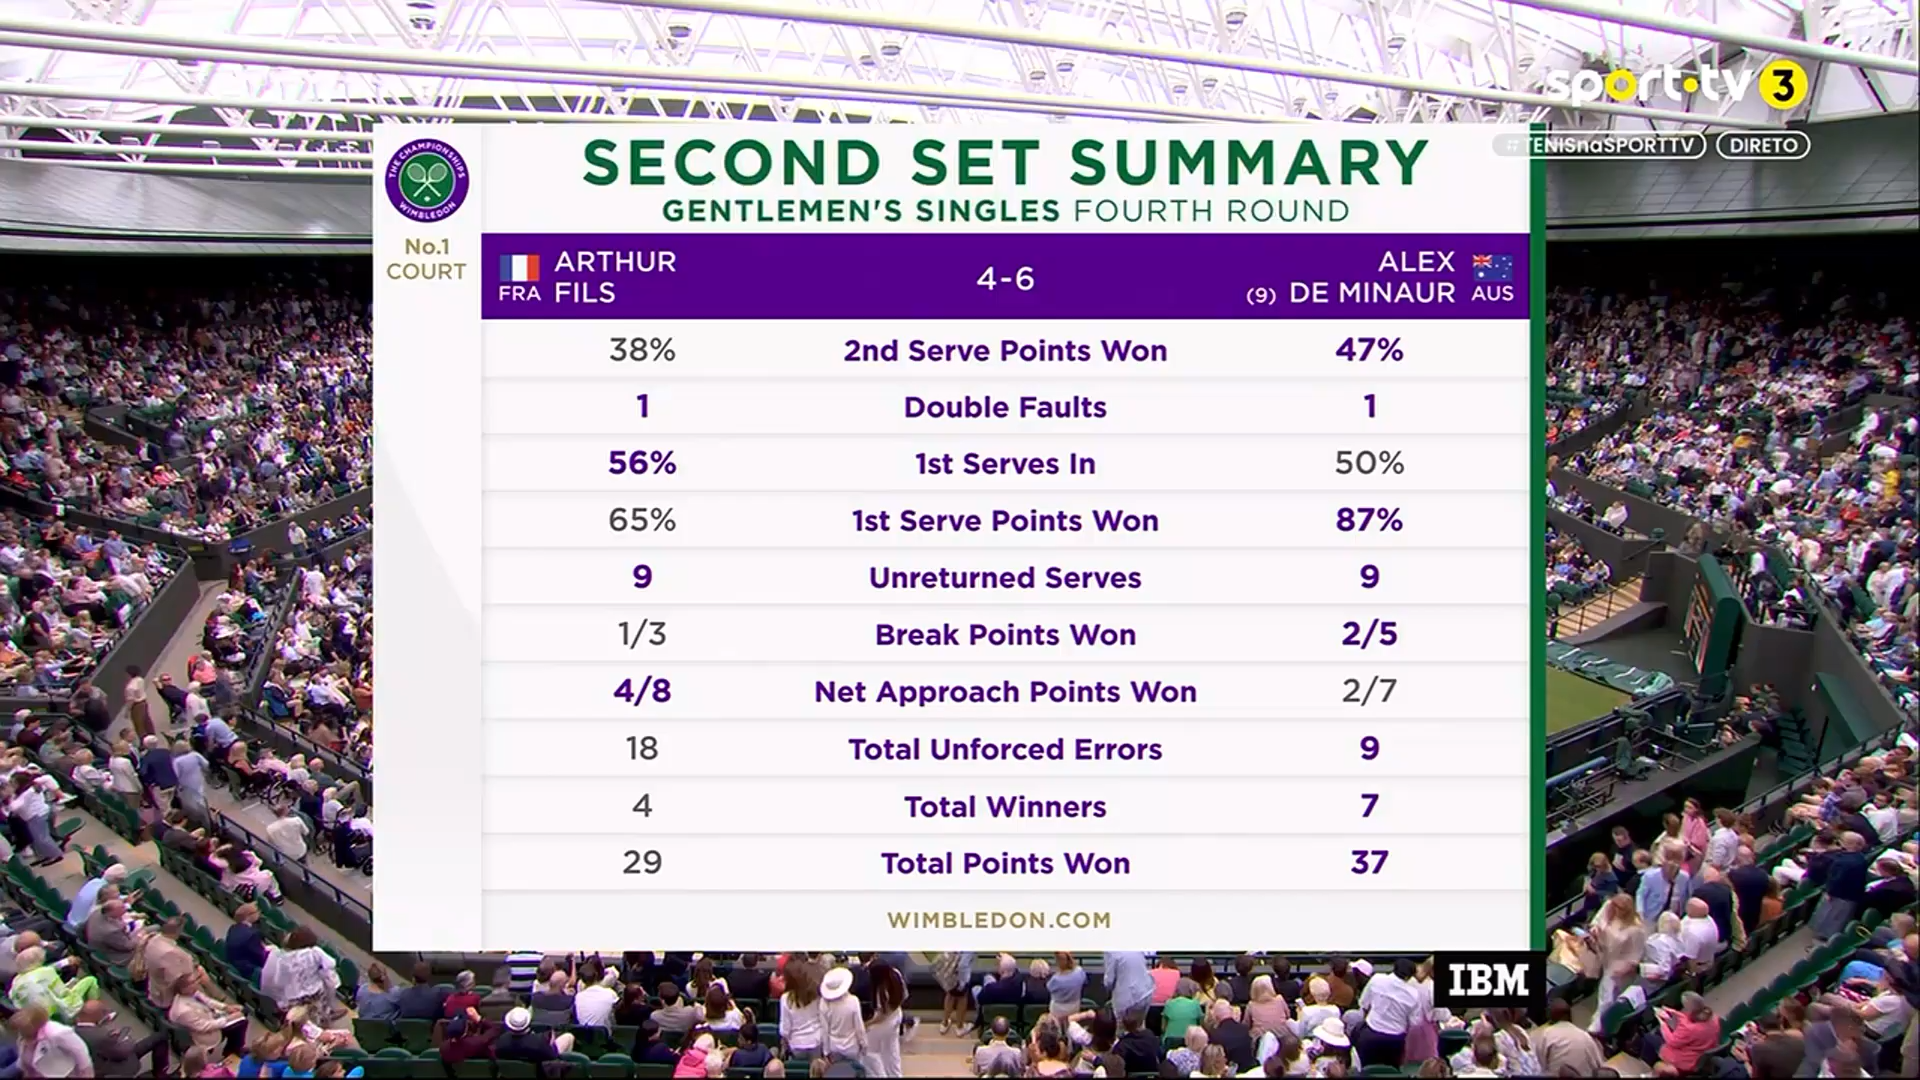 sport·tv 3
#TENISnaSPORTTV DIRETO
THE CHAMPIONSHIPS
WIMBLEDON
No.1
COURT
SECOND SET SUMMARY
GENTLEMEN'S SINGLES FOURTH ROUND
FRA ARTHUR FILS 4-6 (9) ALEX DE MINAUR AUS
38% 2nd Serve Points Won 47%
1 Double Faults 1
56% 1st Serves In 50%
65% 1st Serve Points Won 87%
9 Unreturned Serves 9
1/3 Break Points Won 2/5
4/8 Net Approach Points Won 2/7
18 Total Unforced Errors 9
4 Total Winners 7
29 Total Points Won 37
WIMBLEDON.COM
IBM